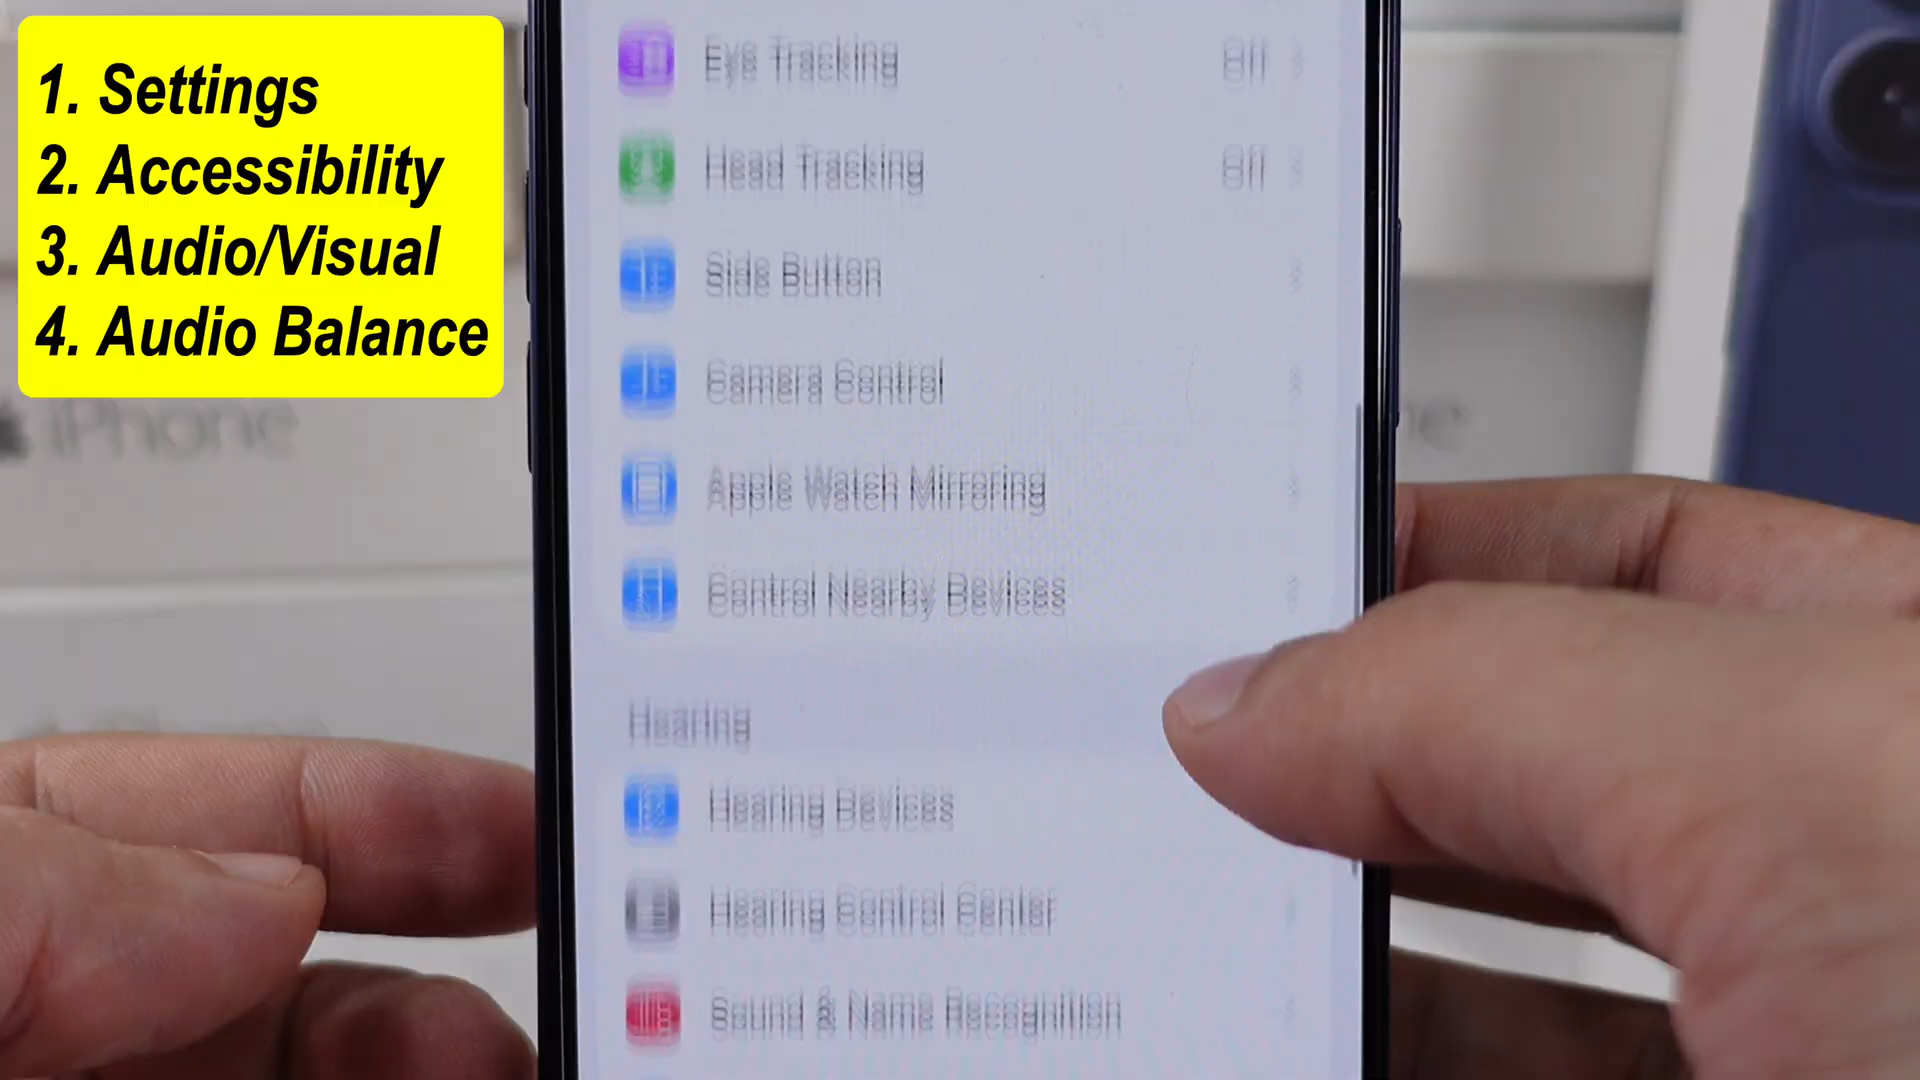 1. Settings
2. Accessibility
3. Audio/Visual
4. Audio Balance
iPhone
Eye Tracking Off
Head Tracking Off
Side Button
Camera Control
Apple Watch Mirroring
Control Nearby Devices
Hearing
Hearing Devices
Hearing Control Center
Sound & Name Recognition